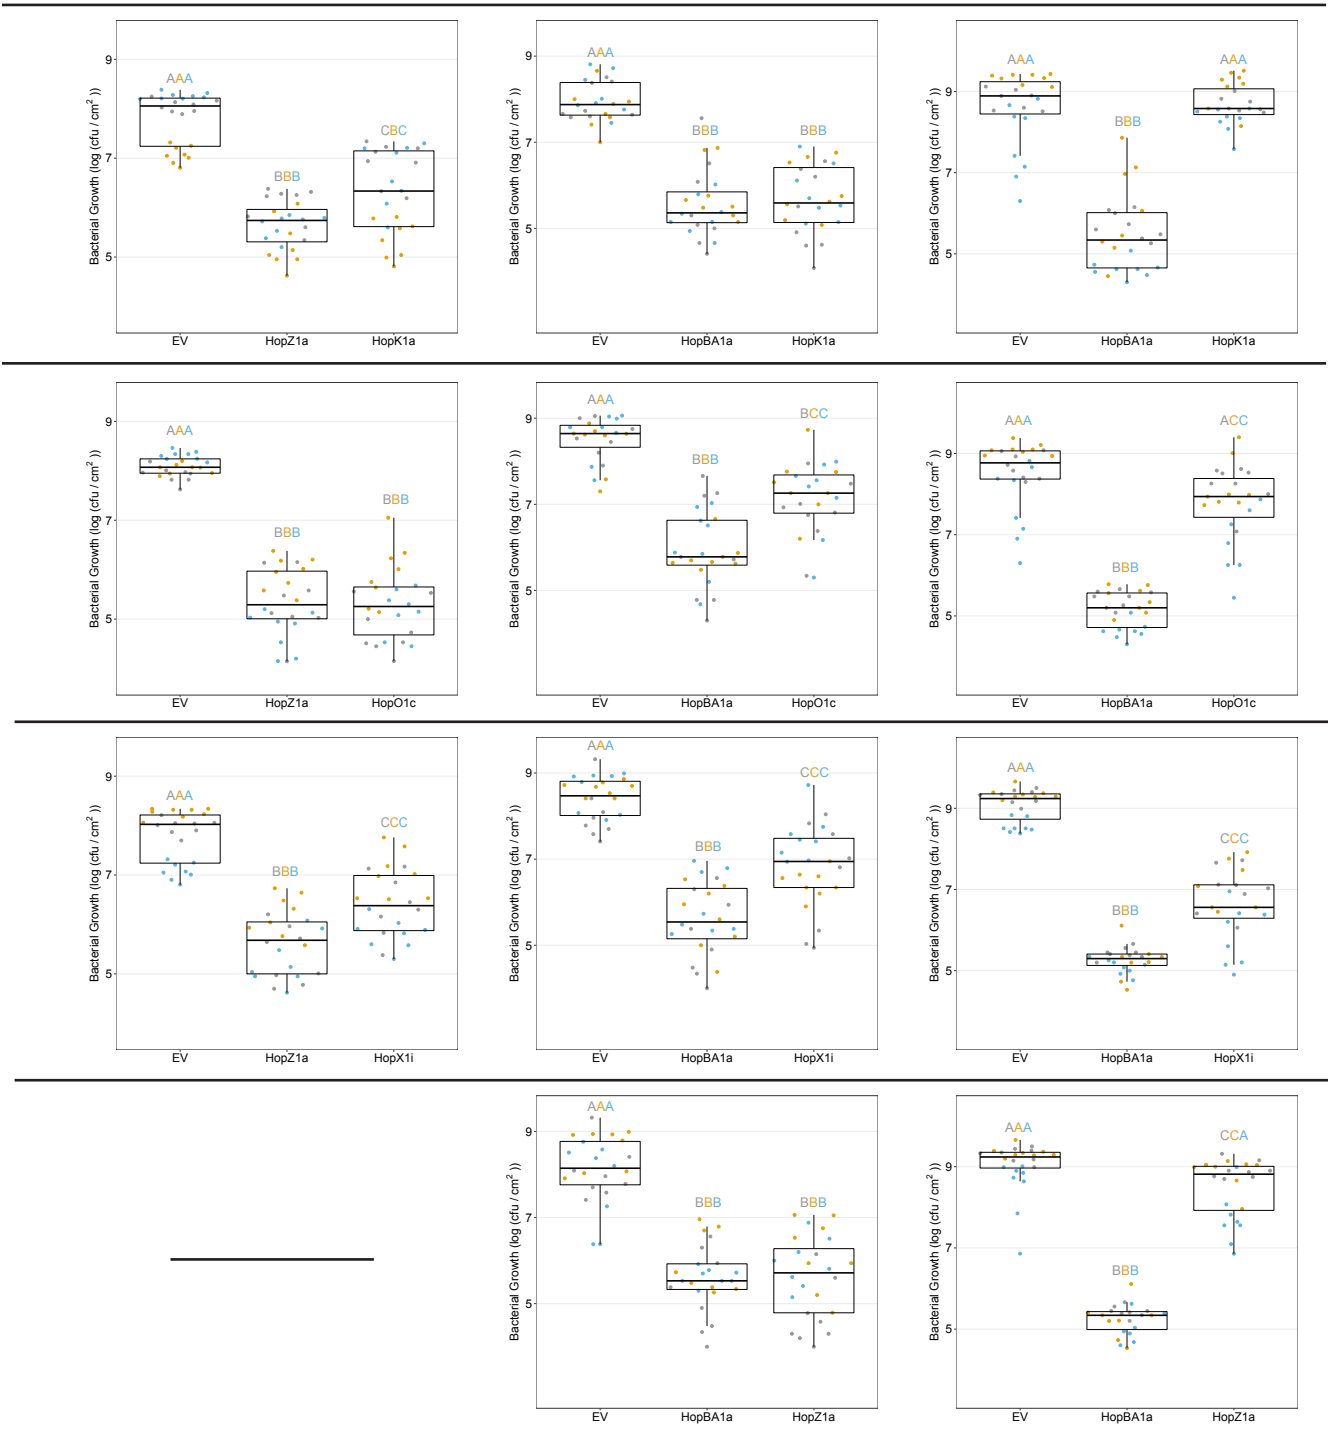 Bacterial Growth (log (cfu / cm² ))
9
7
5
AAA
BBB
CBC
EV
HopZ1a
HopK1a
Bacterial Growth (log (cfu / cm² ))
9
7
5
AAA
BBB
BBB
EV
HopBA1a
HopK1a
Bacterial Growth (log (cfu / cm² ))
9
7
5
AAA
BBB
AAA
EV
HopBA1a
HopK1a
Bacterial Growth (log (cfu / cm² ))
9
7
5
AAA
BBB
BBB
EV
HopZ1a
HopO1c
Bacterial Growth (log (cfu / cm² ))
9
7
5
AAA
BBB
BCC
EV
HopBA1a
HopO1c
Bacterial Growth (log (cfu / cm² ))
9
7
5
AAA
BBB
ACC
EV
HopBA1a
HopO1c
Bacterial Growth (log (cfu / cm² ))
9
7
5
AAA
BBB
CCC
EV
HopZ1a
HopX1i
Bacterial Growth (log (cfu / cm² ))
9
7
5
AAA
BBB
CCC
EV
HopBA1a
HopX1i
Bacterial Growth (log (cfu / cm² ))
9
7
5
AAA
BBB
CCC
EV
HopBA1a
HopX1i
Bacterial Growth (log (cfu / cm² ))
9
7
5
AAA
BBB
BBB
EV
HopBA1a
HopZ1a
Bacterial Growth (log (cfu / cm² ))
9
7
5
AAA
BBB
CCA
EV
HopBA1a
HopZ1a